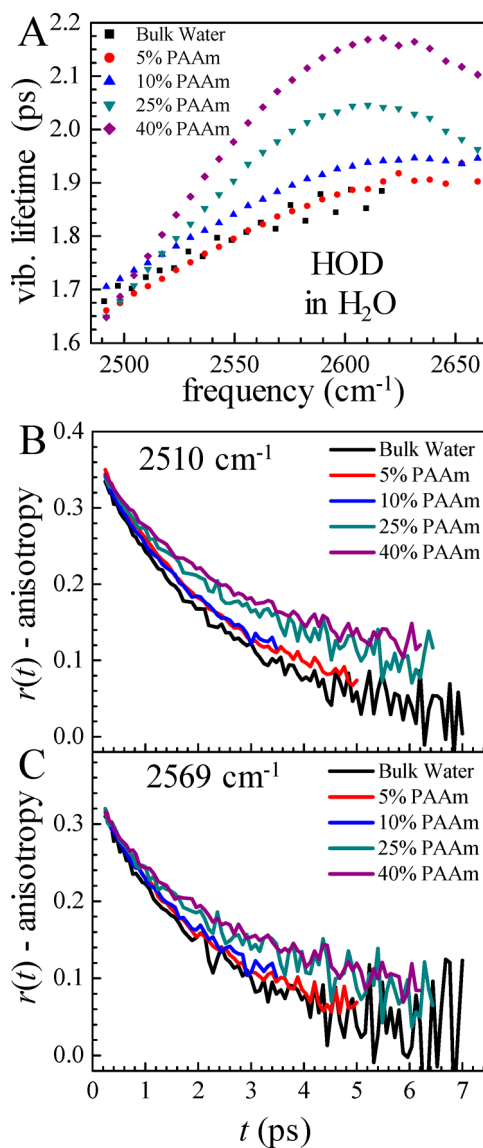 A
Bulk Water
5% PAAm
10% PAAm
25% PAAm
40% PAAm
HOD
in H₂O
vib. lifetime (ps)
2.2
2.1
2.0
1.9
1.8
1.7
1.6
2500 2550 2600 2650
frequency (cm⁻¹)
B
2510 cm⁻¹
Bulk Water
5% PAAm
10% PAAm
25% PAAm
40% PAAm
r(t) - anisotropy
0.4
0.3
0.2
0.1
0.0
C
2569 cm⁻¹
Bulk Water
5% PAAm
10% PAAm
25% PAAm
40% PAAm
r(t) - anisotropy
0.3
0.2
0.1
0.0
0 1 2 3 4 5 6 7
t (ps)